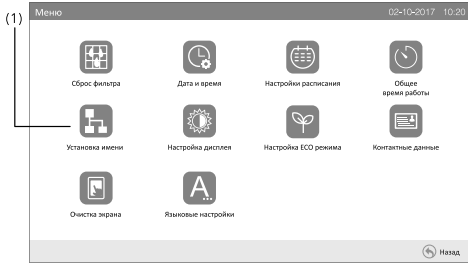 (1)
Меню 02-10-2017 10:20
Сброс фильтра Дата и время Настройки расписания Общее
время работы
Установка имени Настройка дисплея Настройка ECO режима Контактные данные
A...
Очистка экрана Языковые настройки
Назад